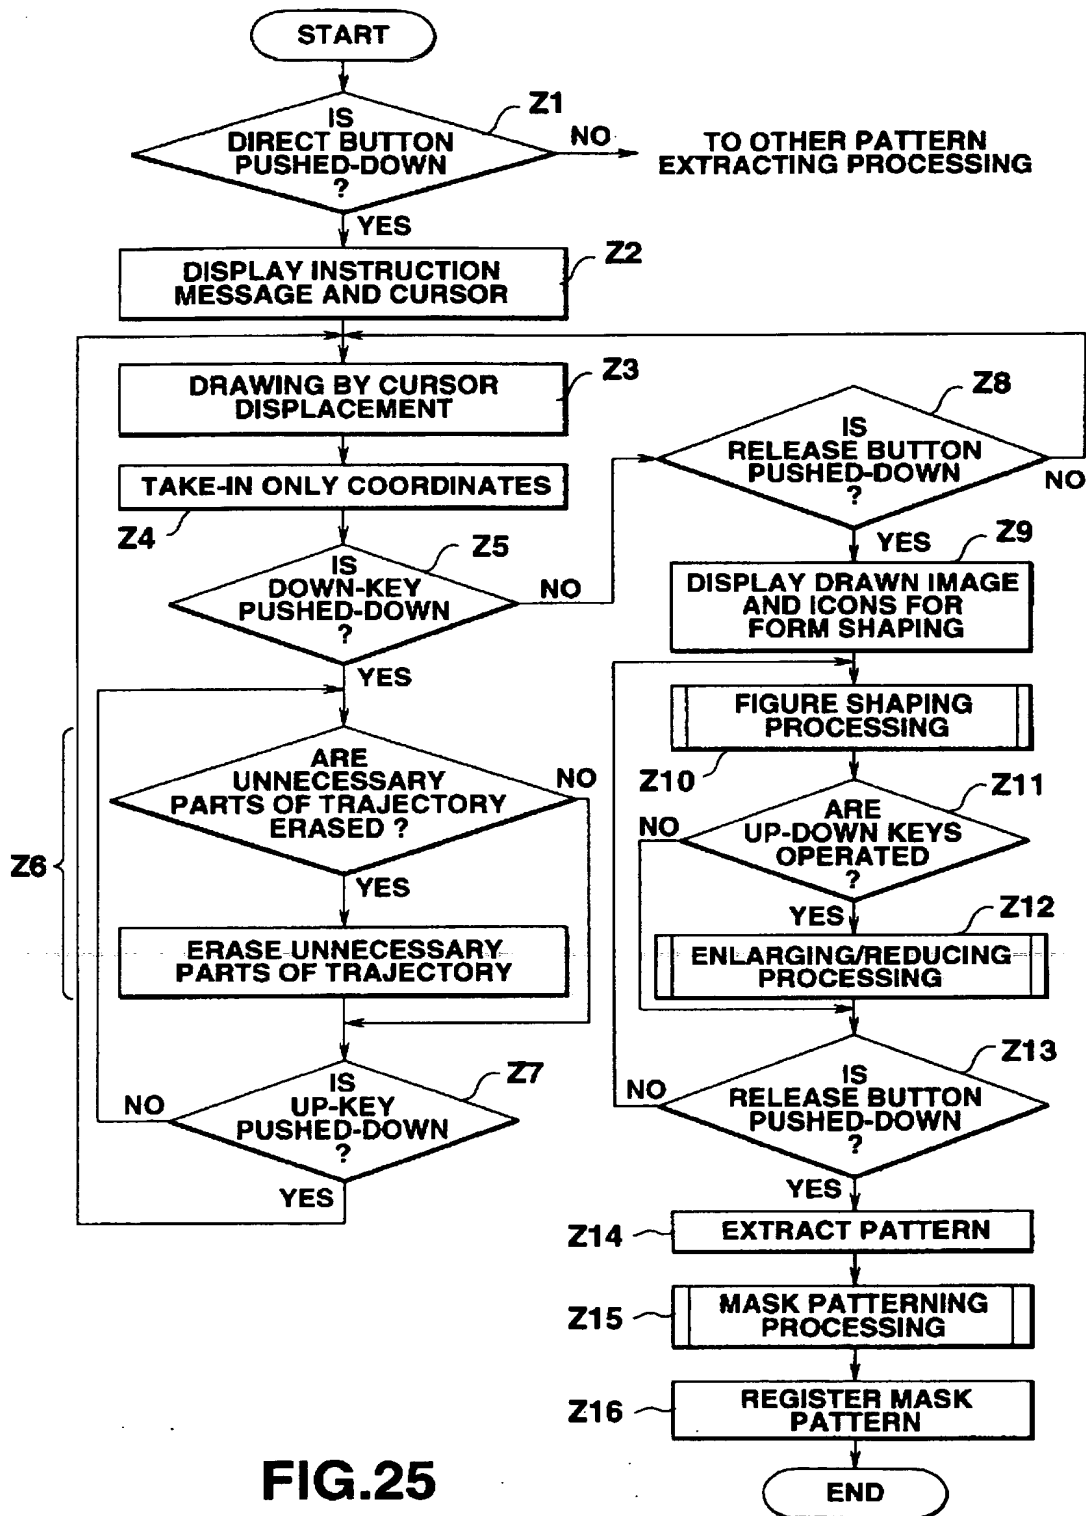 START
Z1
IS
DIRECT BUTTON
PUSHED-DOWN
?
NO
TO OTHER PATTERN
EXTRACTING PROCESSING
YES
Z2
DISPLAY INSTRUCTION
MESSAGE AND CURSOR
Z3
DRAWING BY CURSOR
DISPLACEMENT
TAKE-IN ONLY COORDINATES
Z4
Z5
IS
DOWN-KEY
PUSHED-DOWN
?
NO
YES
Z6
ARE
UNNECESSARY
PARTS OF TRAJECTORY
ERASED ?
NO
YES
ERASE UNNECESSARY
PARTS OF TRAJECTORY
Z7
IS
UP-KEY
PUSHED-DOWN
?
NO
YES
Z8
IS
RELEASE BUTTON
PUSHED-DOWN
?
NO
YES
Z9
DISPLAY DRAWN IMAGE
AND ICONS FOR
FORM SHAPING
FIGURE SHAPING
PROCESSING
Z10
Z11
ARE
UP-DOWN KEYS
OPERATED
?
NO
YES
Z12
ENLARGING/REDUCING
PROCESSING
Z13
IS
RELEASE BUTTON
PUSHED-DOWN
?
NO
YES
Z14
EXTRACT PATTERN
Z15
MASK PATTERNING
PROCESSING
Z16
REGISTER MASK
PATTERN
END
FIG.25